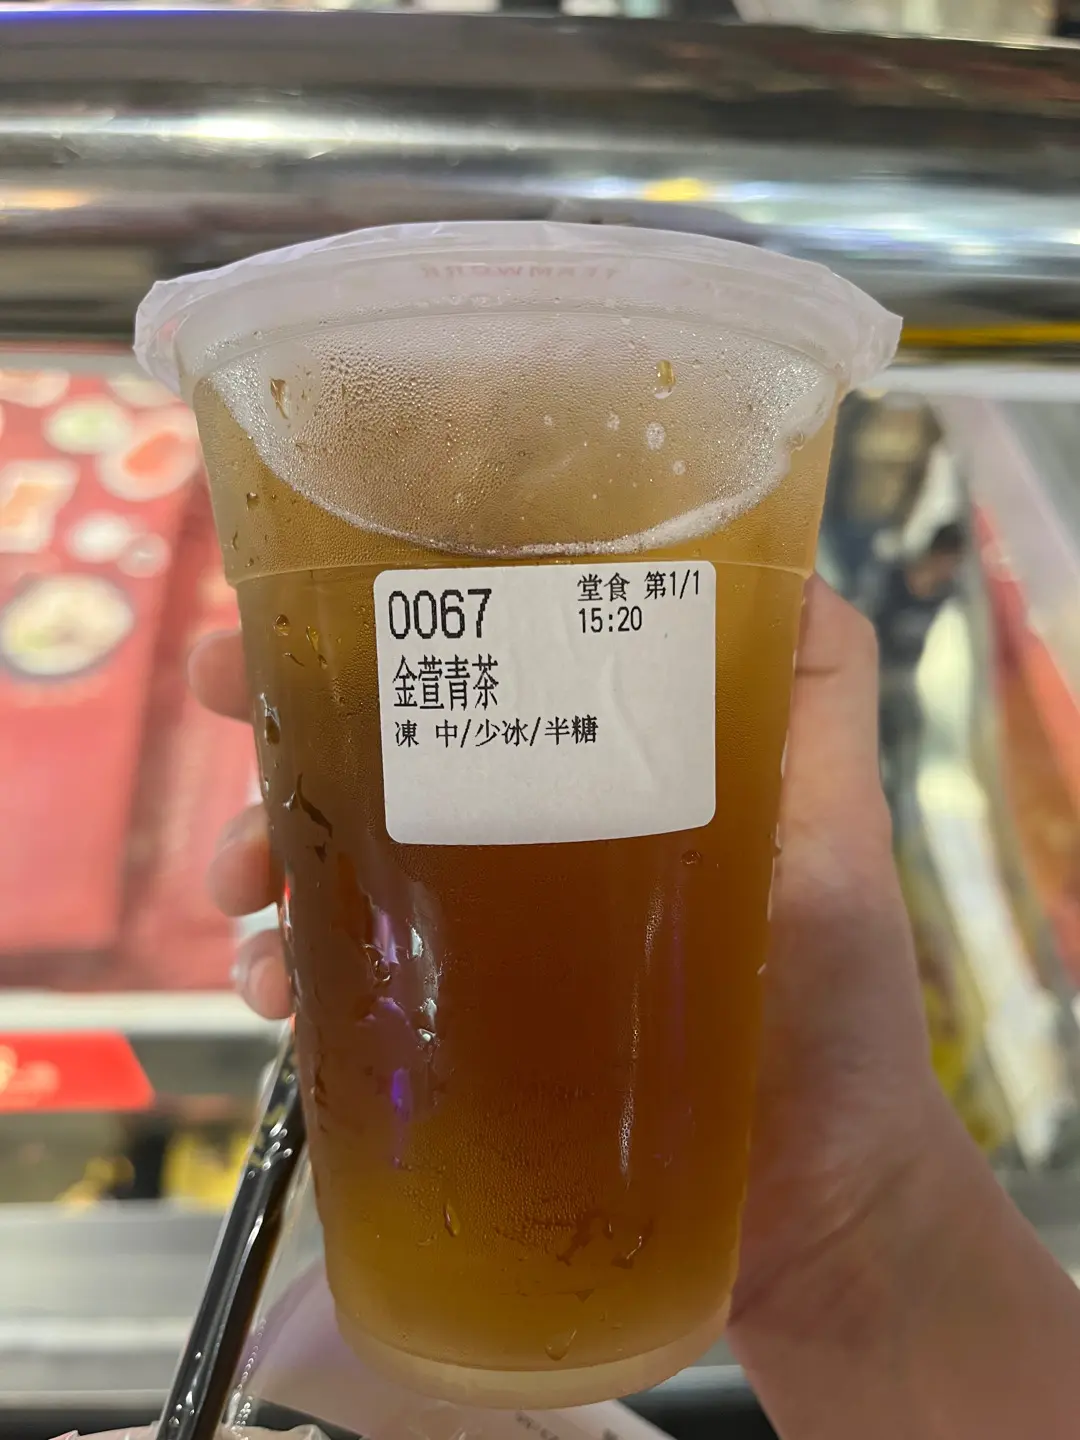 0067
堂食 第1/1
15:20
金萱青茶
凍 中/少冰/半糖